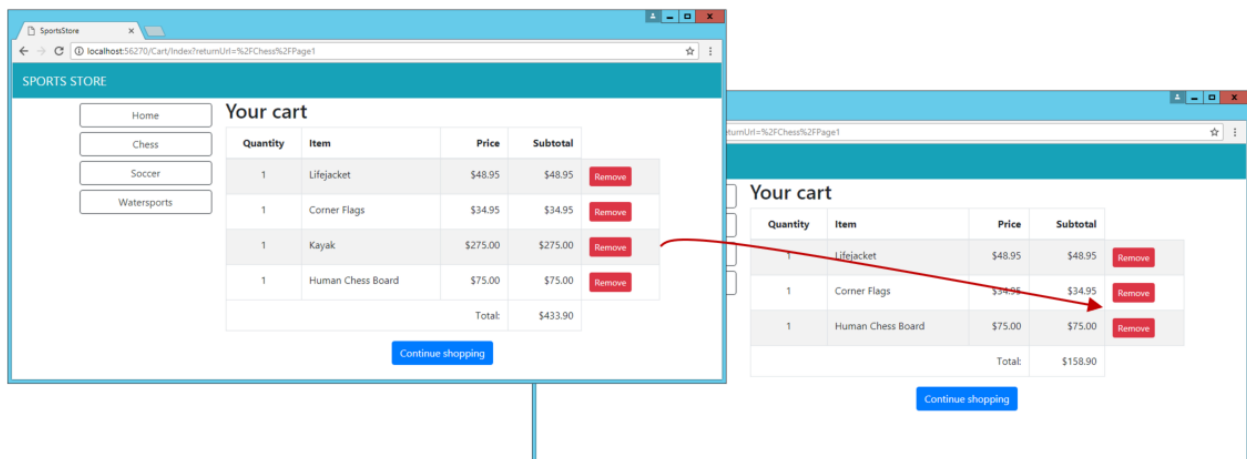 SportsStore
localhost:56270/Cart/Index?returnUrl=%2FChess%2FPage1
SPORTS STORE
Home
Chess
Soccer
Watersports
Your cart
Quantity Item Price Subtotal
1 Lifejacket $48.95 $48.95 Remove
1 Corner Flags $34.95 $34.95 Remove
1 Kayak $275.00 $275.00 Remove
1 Human Chess Board $75.00 $75.00 Remove
Total: $433.90
Continue shopping
eturnUrl=%2FChess%2FPage1
Your cart
Quantity Item Price Subtotal
1 Lifejacket $48.95 $48.95 Remove
1 Corner Flags $34.95 $34.95 Remove
1 Human Chess Board $75.00 $75.00 Remove
Total: $158.90
Continue shopping